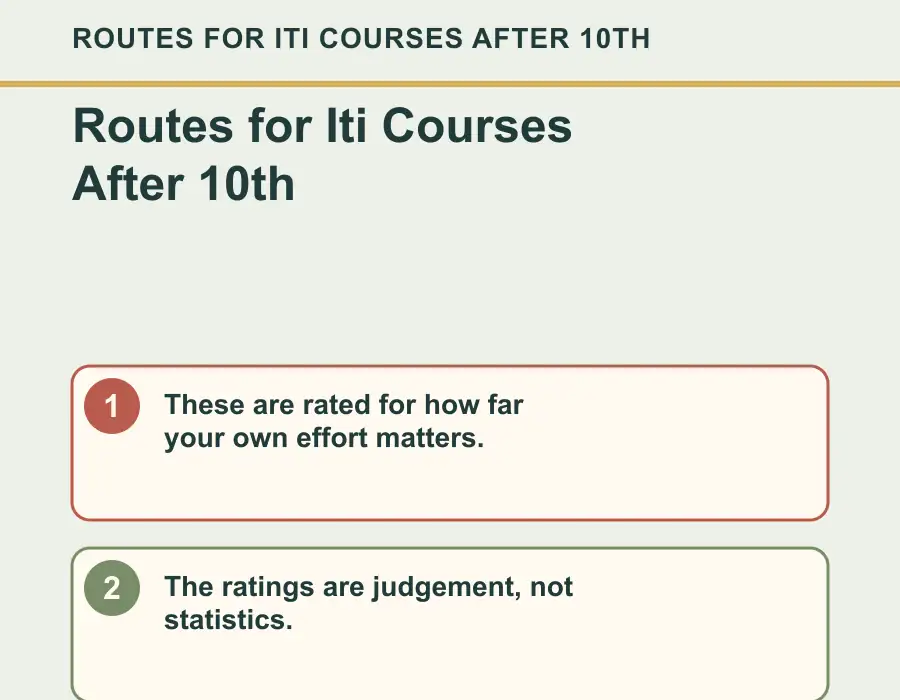 ROUTES FOR ITI COURSES AFTER 10TH
Routes for Iti Courses
After 10th
1
These are rated for how far
your own effort matters.
2
The ratings are judgement, not
statistics.